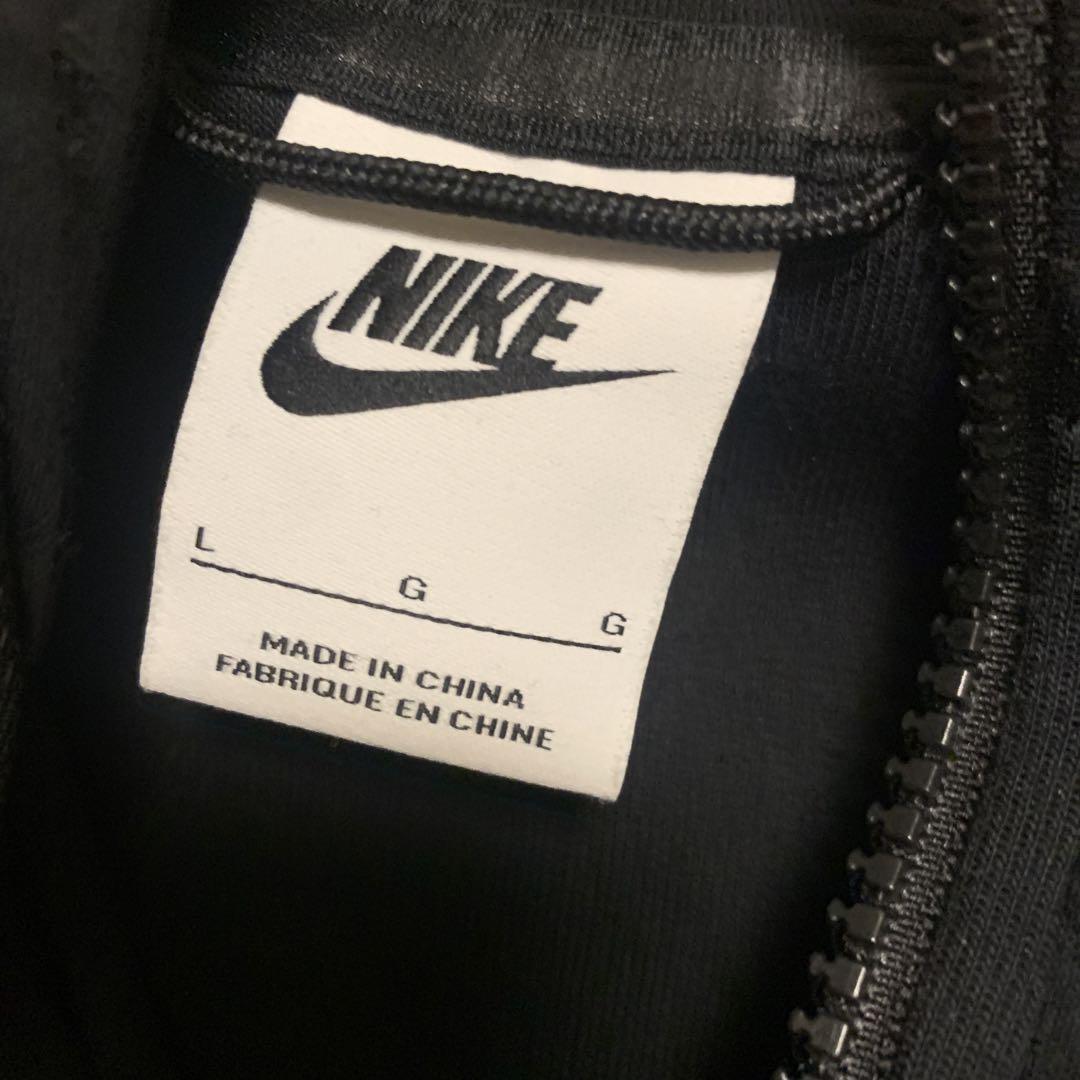 NIKE
L G G
MADE IN CHINA
FABRIQUE EN CHINE